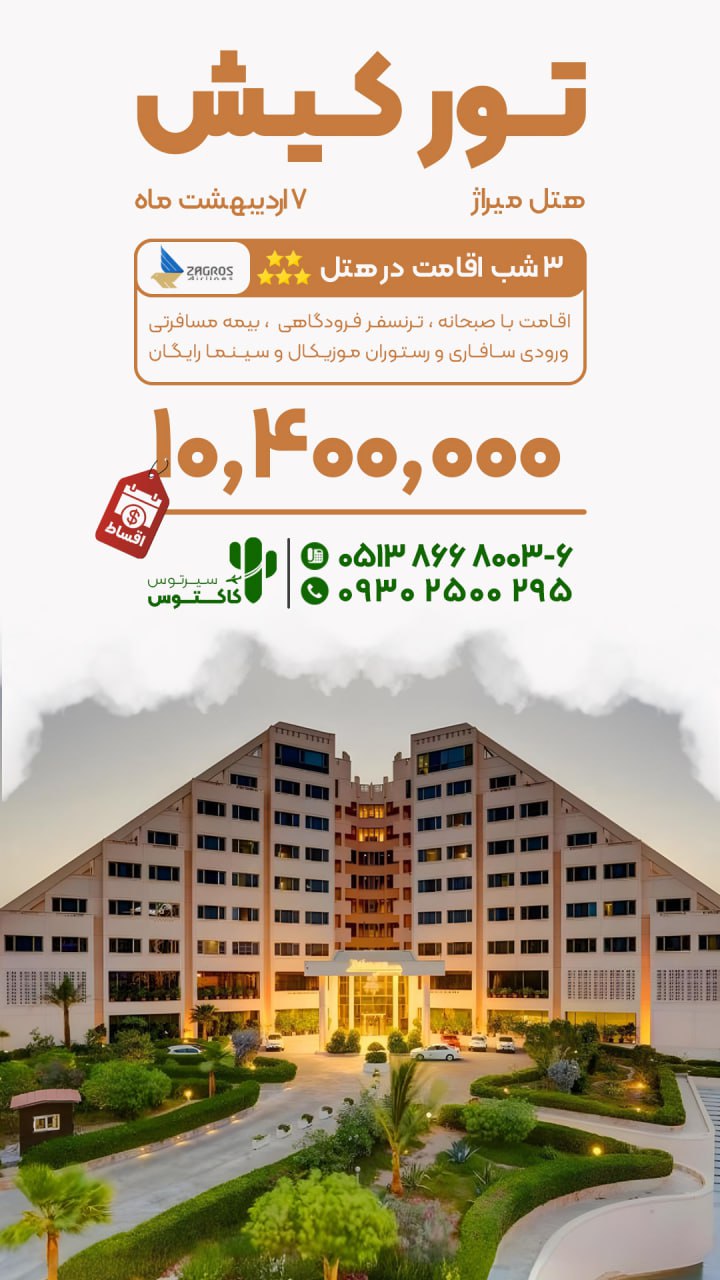 تور کیش
هتل میراژ
۷ اردیبهشت ماه
۳ شب اقامت در هتل
ZAGROS
Airlines
اقامت با صبحانه ، ترنسفر فرودگاهی ، بیمه مسافرتی
ورودی سافاری و رستوران موزیکال و سینما رایگان
۱۰,۴۰۰,۰۰۰
اقساط
۰۵۱۳ ۸۶۶ ۸۰۰۳-۶
۰۹۳۰ ۲۵۰۰ ۲۹۵
سیرتوس
کاکتوس